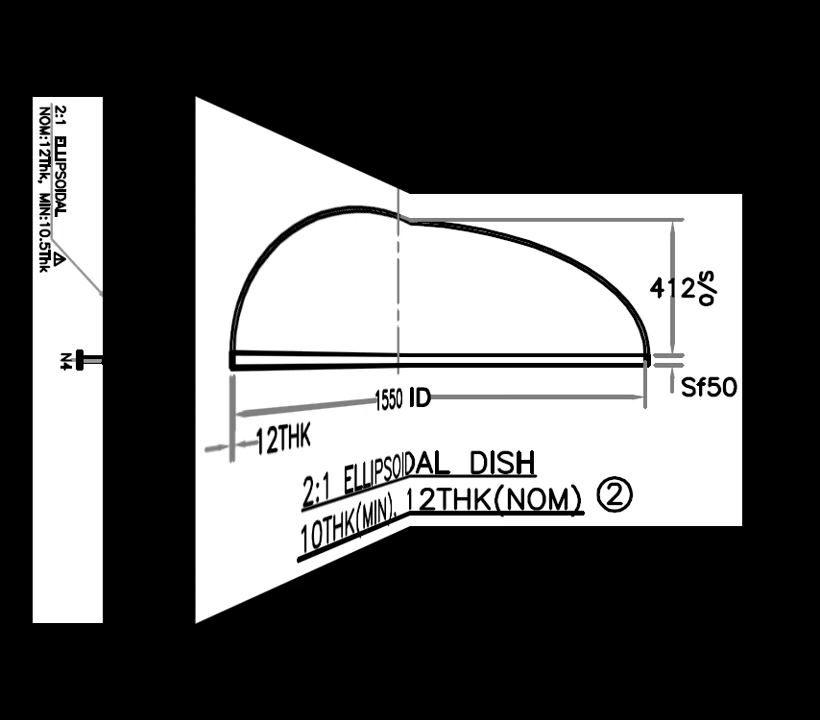 2:1 ELLIPSOIDAL
NOM:12Thk, MIN:10.5Thk
N4
412
o/s
Sf50
1550 ID
12THK
2:1 ELLIPSOIDAL DISH
10THK(MIN), 12THK(NOM) 2